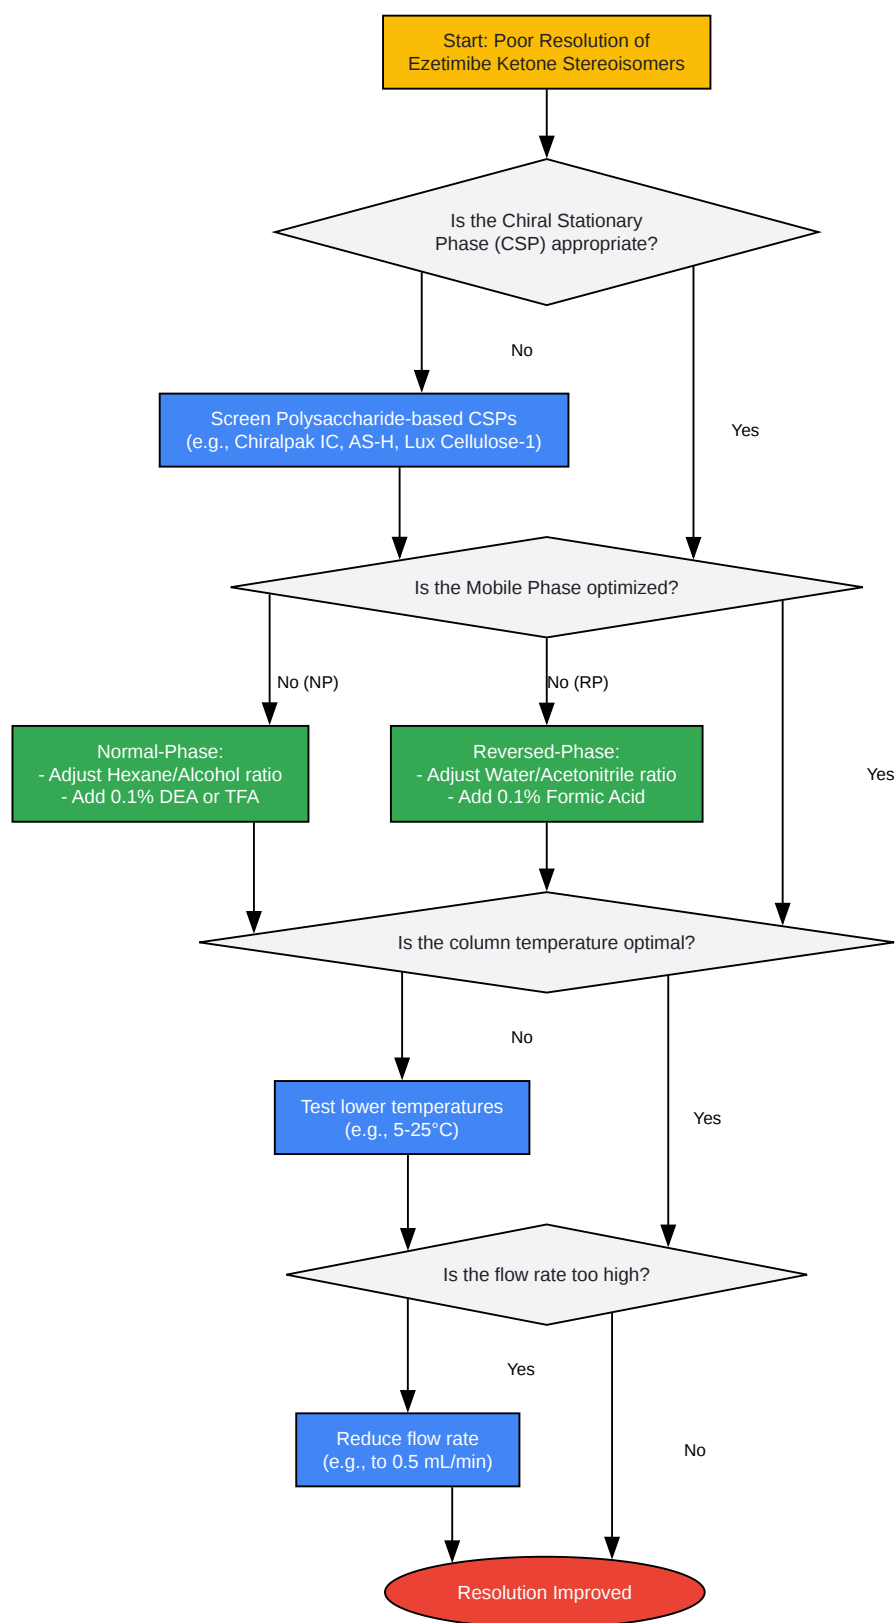 Start: Poor Resolution of
Ezetimibe Ketone Stereoisomers
Is the Chiral Stationary
Phase (CSP) appropriate?
No
Screen Polysaccharide-based CSPs
(e.g., Chiralpak IC, AS-H, Lux Cellulose-1)
Yes
Is the Mobile Phase optimized?
No (NP)
No (RP)
Normal-Phase:
- Adjust Hexane/Alcohol ratio
- Add 0.1% DEA or TFA
Reversed-Phase:
- Adjust Water/Acetonitrile ratio
- Add 0.1% Formic Acid
Yes
Is the column temperature optimal?
No
Test lower temperatures
(e.g., 5-25°C)
Yes
Is the flow rate too high?
Yes
Reduce flow rate
(e.g., to 0.5 mL/min)
No
Resolution Improved